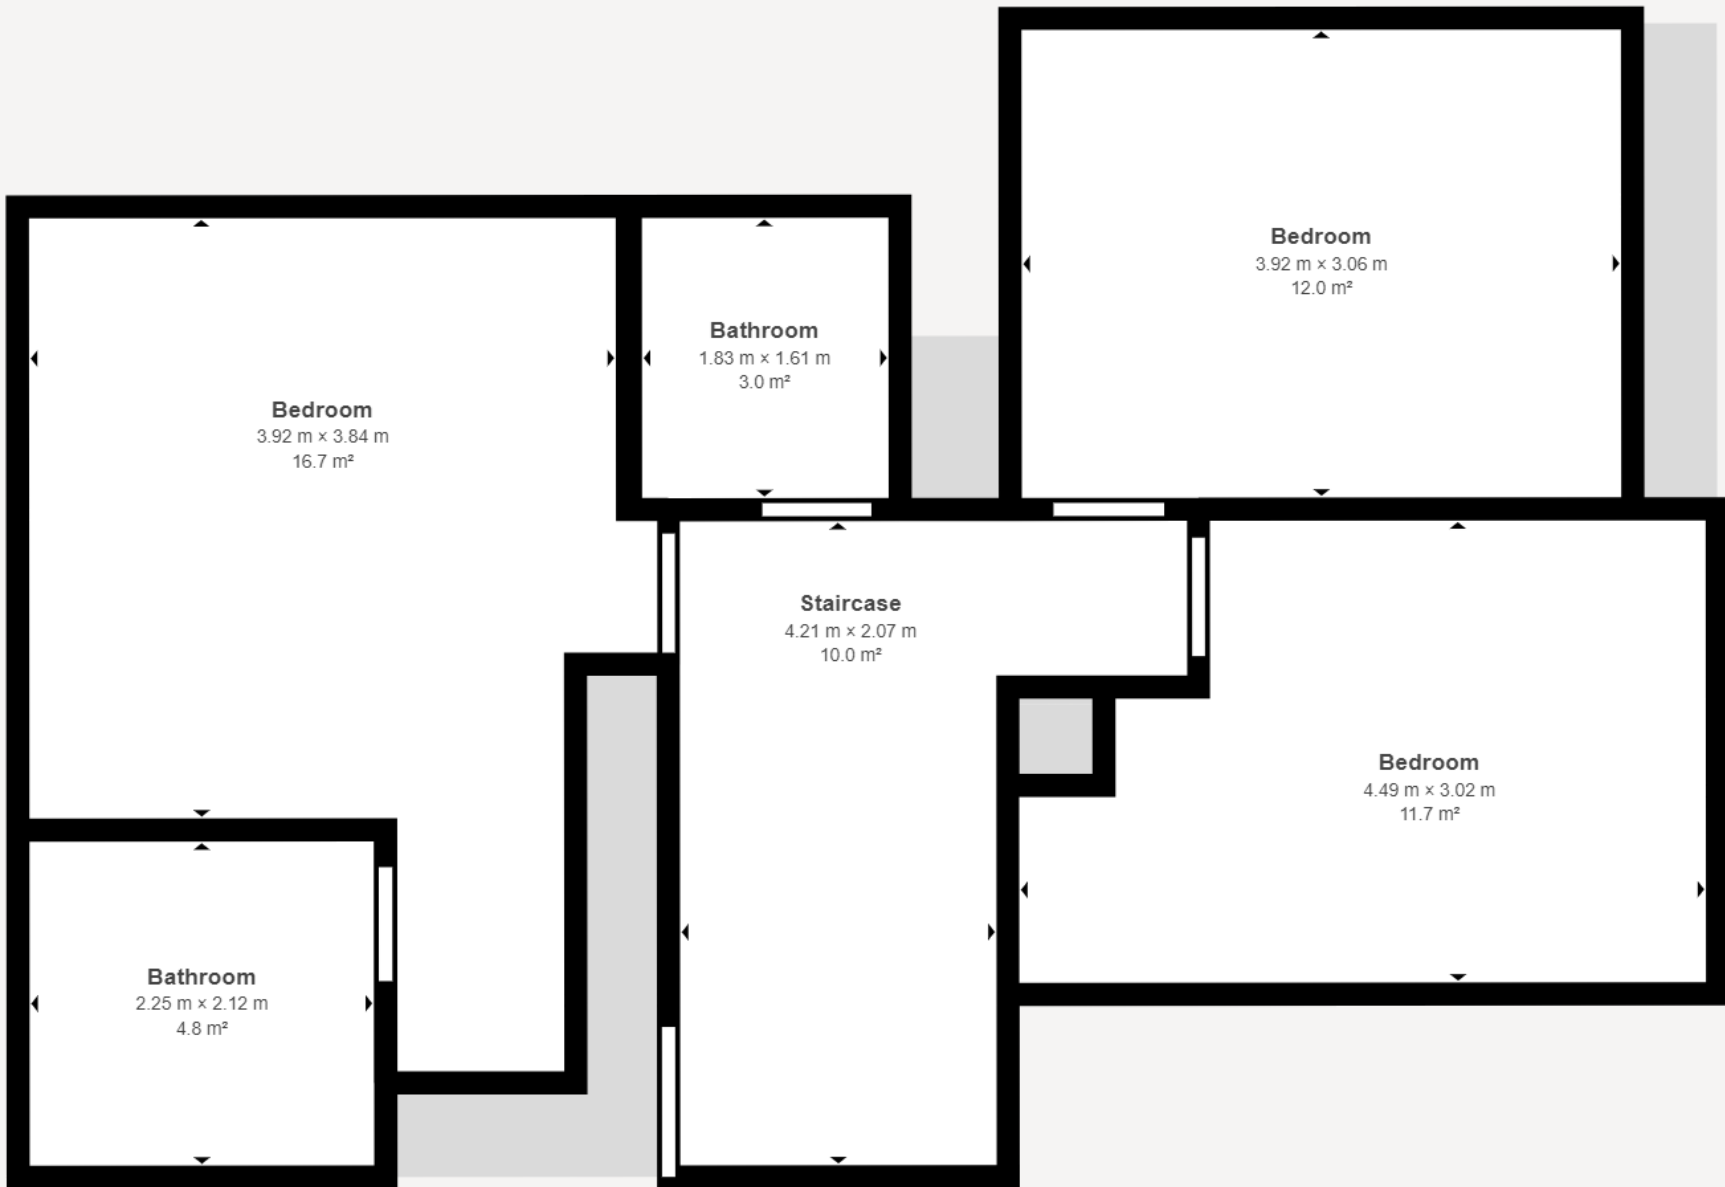 Bedroom
3.92 m × 3.06 m
12.0 m²
Bathroom
1.83 m × 1.61 m
3.0 m²
Bedroom
3.92 m × 3.84 m
16.7 m²
Staircase
4.21 m × 2.07 m
10.0 m²
Bedroom
4.49 m × 3.02 m
11.7 m²
Bathroom
2.25 m × 2.12 m
4.8 m²